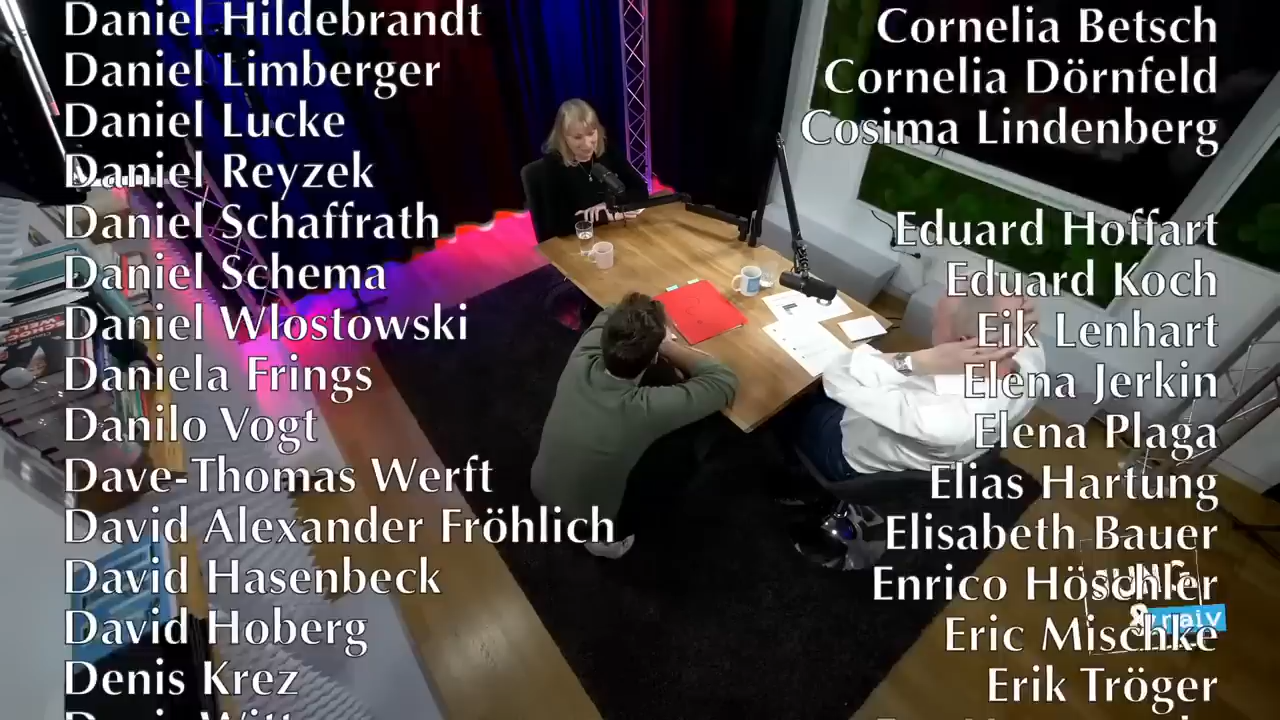 Daniel Hildebrandt
Daniel Limberger
Daniel Lucke
Daniel Reyzek
Daniel Schaffrath
Daniel Schema
Daniel Wlostowski
Daniela Frings
Danilo Vogt
Dave-Thomas Werft
David Alexander Fröhlich
David Hasenbeck
David Hoberg
Denis Krez
Cornelia Betsch
Cornelia Dörnfeld
Cosima Lindenberg
Eduard Hoffart
Eduard Koch
Eik Lenhart
Elena Jerkin
Elena Plaga
Elias Hartung
Elisabeth Bauer
Enrico Höschler
Eric Mischke
Erik Tröger
JUNG
& naiv